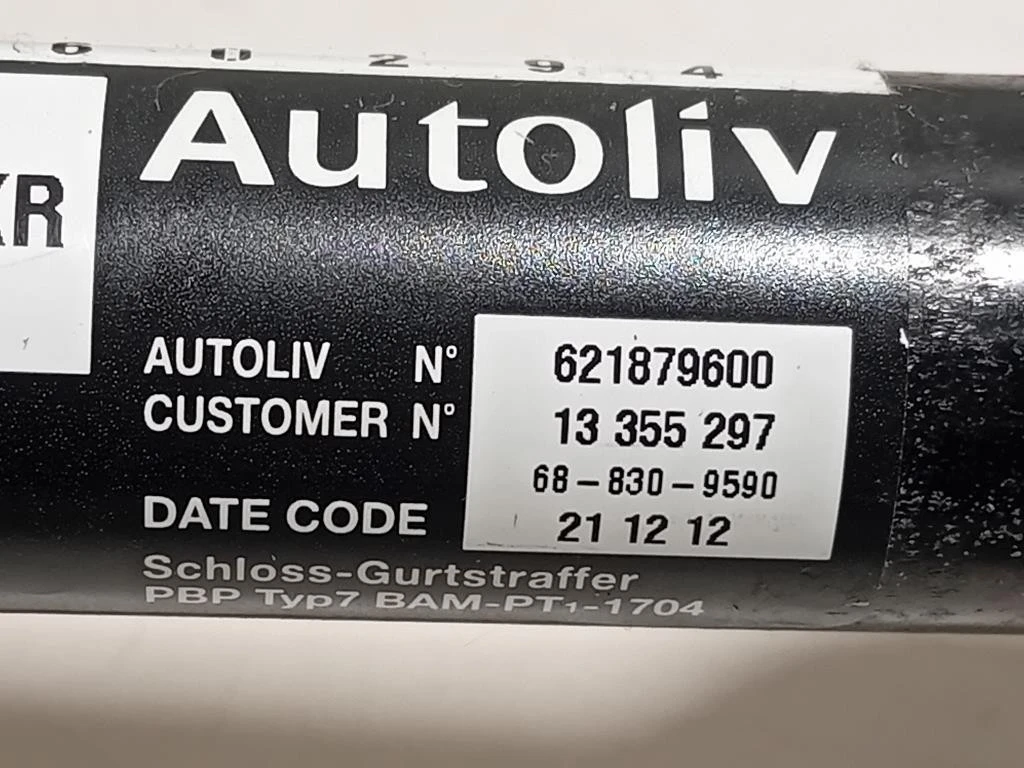 Autoliv
AUTOLIV N° 621879600
CUSTOMER N° 13 355 297
68-830-9590
DATE CODE 21 12 12
Schloss-Gurtstraffer
PBP Typ7 BAM-PT1-1704